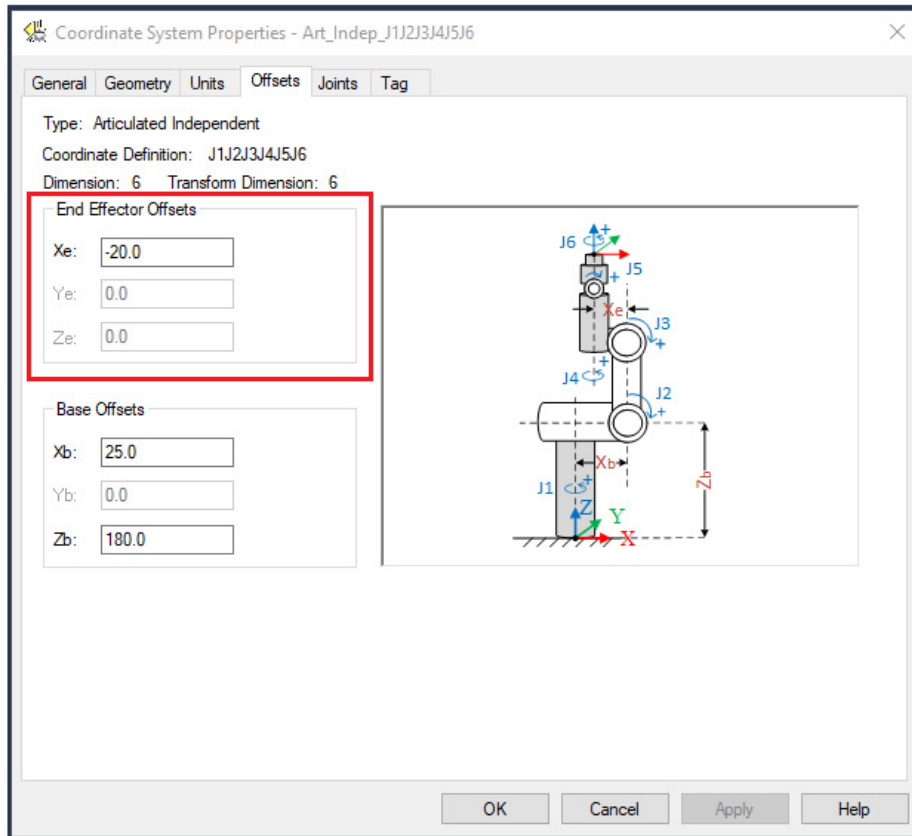 Coordinate System Properties - Art_Indep_J1J2J3J4J5J6
General Geometry Units Offsets Joints Tag
Type: Articulated Independent
Coordinate Definition: J1J2J3J4J5J6
Dimension: 6 Transform Dimension: 6
End Effector Offsets
Xe: -20.0
Ye: 0.0
Ze: 0.0
Base Offsets
Xb: 25.0
Yb: 0.0
Zb: 180.0
J6
+
J5
+
Xe
J3
+
J4
+
J2
+
Xb
Zb
J1
+
Z
Y
X
OK Cancel Apply Help